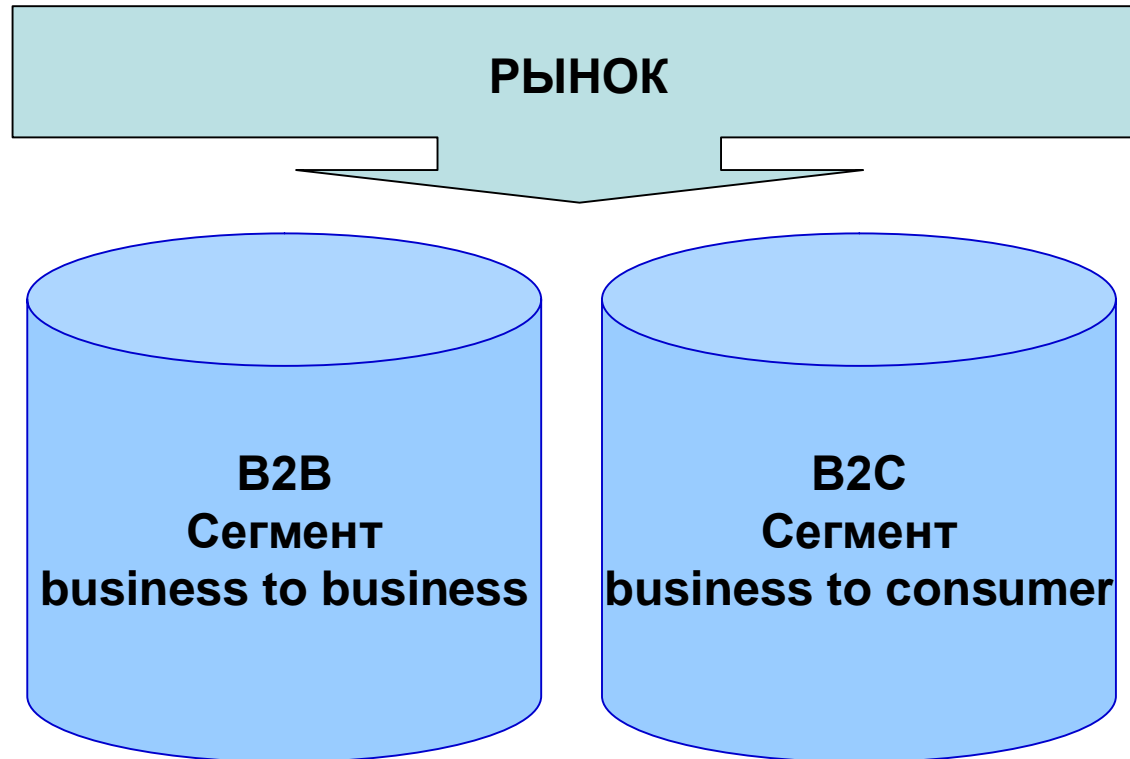 РЫНОК
B2B
Сегмент
business to business
B2C
Сегмент
business to consumer